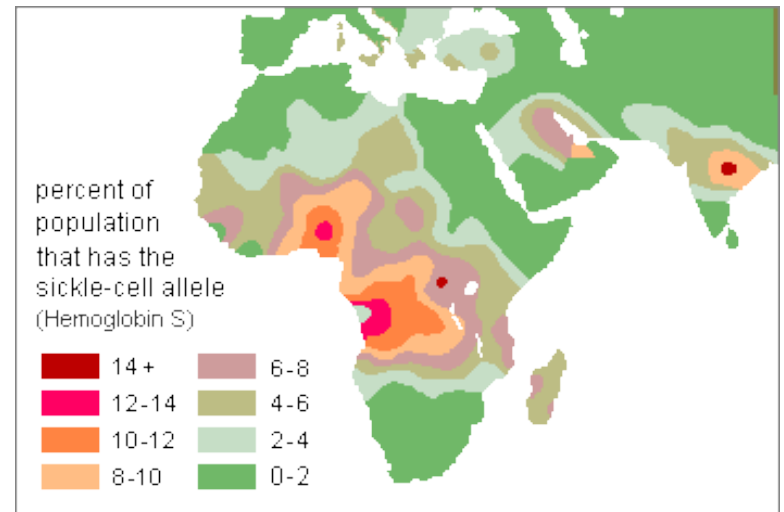 percent of
population
that has the
sickle-cell allele
(Hemoglobin S)
14+ 6-8
12-14 4-6
10-12 2-4
8-10 0-2